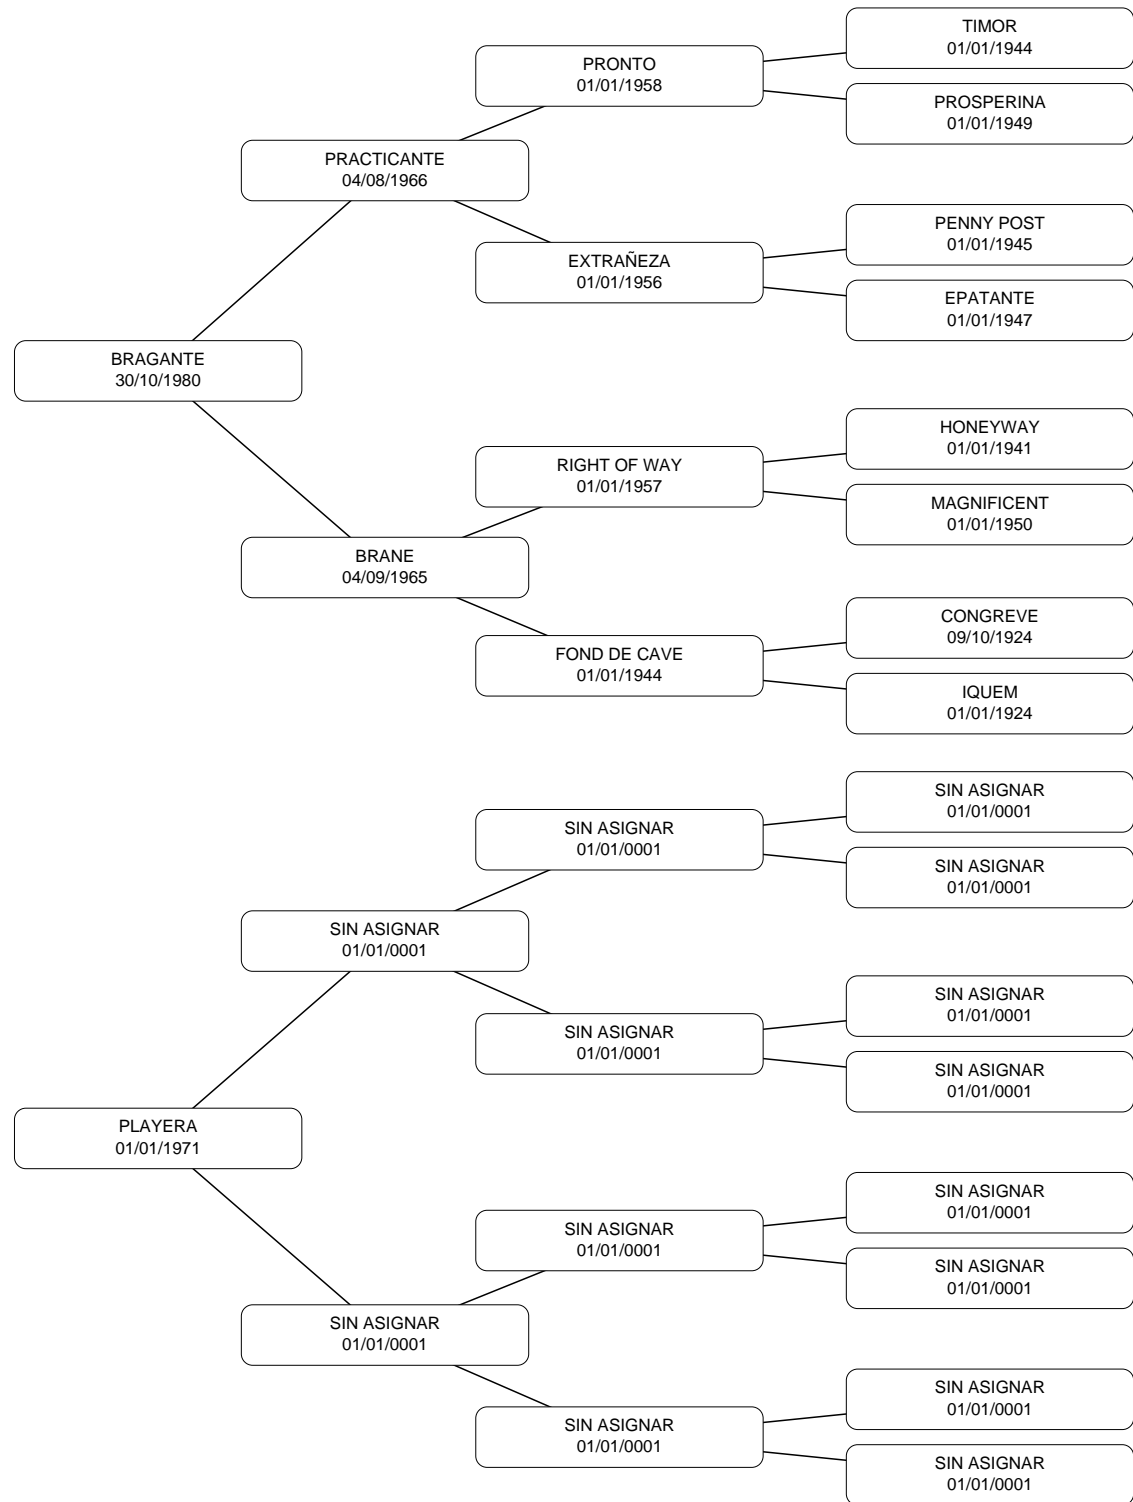 TIMOR
01/01/1944
PRONTO
01/01/1958
PROSPERINA
01/01/1949
PRACTICANTE
04/08/1966
PENNY POST
01/01/1945
EXTRAÑEZA
01/01/1956
EPATANTE
01/01/1947
BRAGANTE
30/10/1980
HONEYWAY
01/01/1941
RIGHT OF WAY
01/01/1957
MAGNIFICENT
01/01/1950
BRANE
04/09/1965
CONGREVE
09/10/1924
FOND DE CAVE
01/01/1944
IQUEM
01/01/1924
SIN ASIGNAR
01/01/0001
SIN ASIGNAR
01/01/0001
SIN ASIGNAR
01/01/0001
SIN ASIGNAR
01/01/0001
SIN ASIGNAR
01/01/0001
SIN ASIGNAR
01/01/0001
SIN ASIGNAR
01/01/0001
PLAYERA
01/01/1971
SIN ASIGNAR
01/01/0001
SIN ASIGNAR
01/01/0001
SIN ASIGNAR
01/01/0001
SIN ASIGNAR
01/01/0001
SIN ASIGNAR
01/01/0001
SIN ASIGNAR
01/01/0001
SIN ASIGNAR
01/01/0001